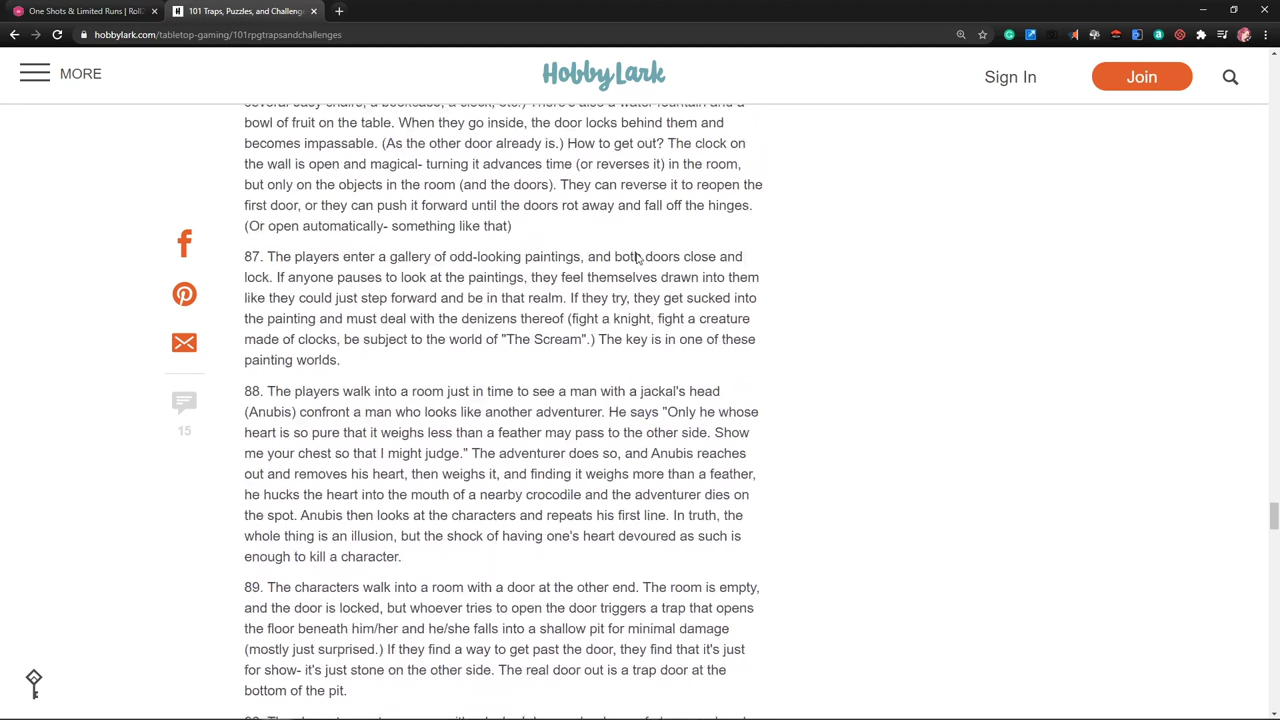 One Shots & Limited Runs | Roll
101 Traps, Puzzles, and Challeng
hobbylark.com/tabletop-gaming/101rpgtrapsandchallenges
MORE
HobbyLark
Sign In
Join
several easy chairs, a bookcase, a clock, etc.) There's also a water fountain and a
bowl of fruit on the table. When they go inside, the door locks behind them and
becomes impassable. (As the other door already is.) How to get out? The clock on
the wall is open and magical- turning it advances time (or reverses it) in the room,
but only on the objects in the room (and the doors). They can reverse it to reopen the
first door, or they can push it forward until the doors rot away and fall off the hinges.
(Or open automatically- something like that)
87. The players enter a gallery of odd-looking paintings, and both doors close and
lock. If anyone pauses to look at the paintings, they feel themselves drawn into them
like they could just step forward and be in that realm. If they try, they get sucked into
the painting and must deal with the denizens thereof (fight a knight, fight a creature
made of clocks, be subject to the world of "The Scream".) The key is in one of these
painting worlds.
88. The players walk into a room just in time to see a man with a jackal's head
(Anubis) confront a man who looks like another adventurer. He says "Only he whose
heart is so pure that it weighs less than a feather may pass to the other side. Show
me your chest so that I might judge." The adventurer does so, and Anubis reaches
out and removes his heart, then weighs it, and finding it weighs more than a feather,
he hucks the heart into the mouth of a nearby crocodile and the adventurer dies on
the spot. Anubis then looks at the characters and repeats his first line. In truth, the
whole thing is an illusion, but the shock of having one's heart devoured as such is
enough to kill a character.
15
89. The characters walk into a room with a door at the other end. The room is empty,
and the door is locked, but whoever tries to open the door triggers a trap that opens
the floor beneath him/her and he/she falls into a shallow pit for minimal damage
(mostly just surprised.) If they find a way to get past the door, they find that it's just
for show- it's just stone on the other side. The real door out is a trap door at the
bottom of the pit.